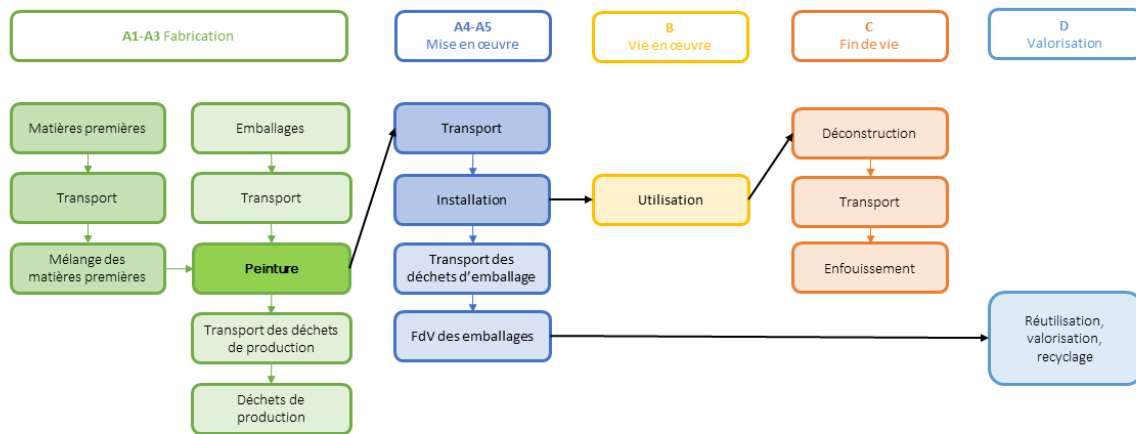 A1-A3 Fabrication
A4-A5
Mise en œuvre
B
Vie en œuvre
C
Fin de vie
D
Valorisation
Matières premières
Emballages
Transport
Déconstruction
Transport
Transport
Installation
Utilisation
Transport
Mélange des
matières premières
Peinture
Transport des
déchets d’emballage
Enfouissement
Transport des déchets
de production
FdV des emballages
Réutilisation,
valorisation,
recyclage
Déchets de
production